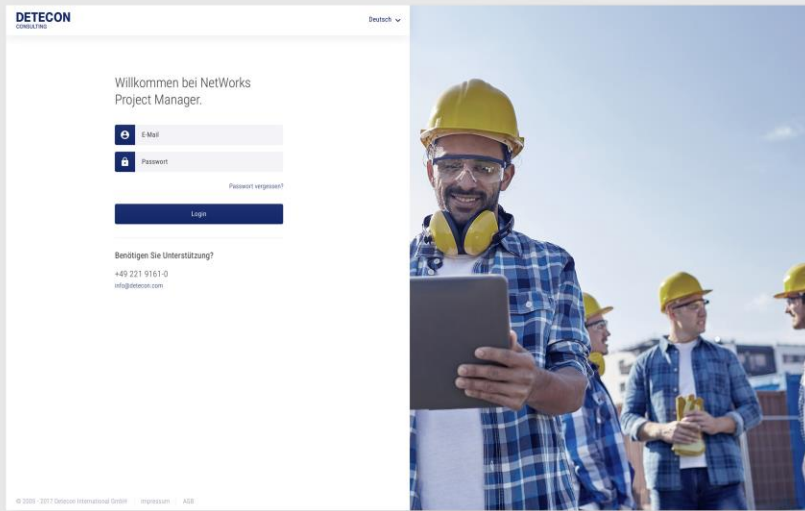 DETECON
CONSULTING
Deutsch
Willkommen bei NetWorks
Project Manager.
E-Mail
Passwort
Passwort vergessen?
Login
Benötigen Sie Unterstützung?
+49 221 9161-0
info@detecon.com
© 2000 - 2017 Detecon International GmbH | Impressum | AGB